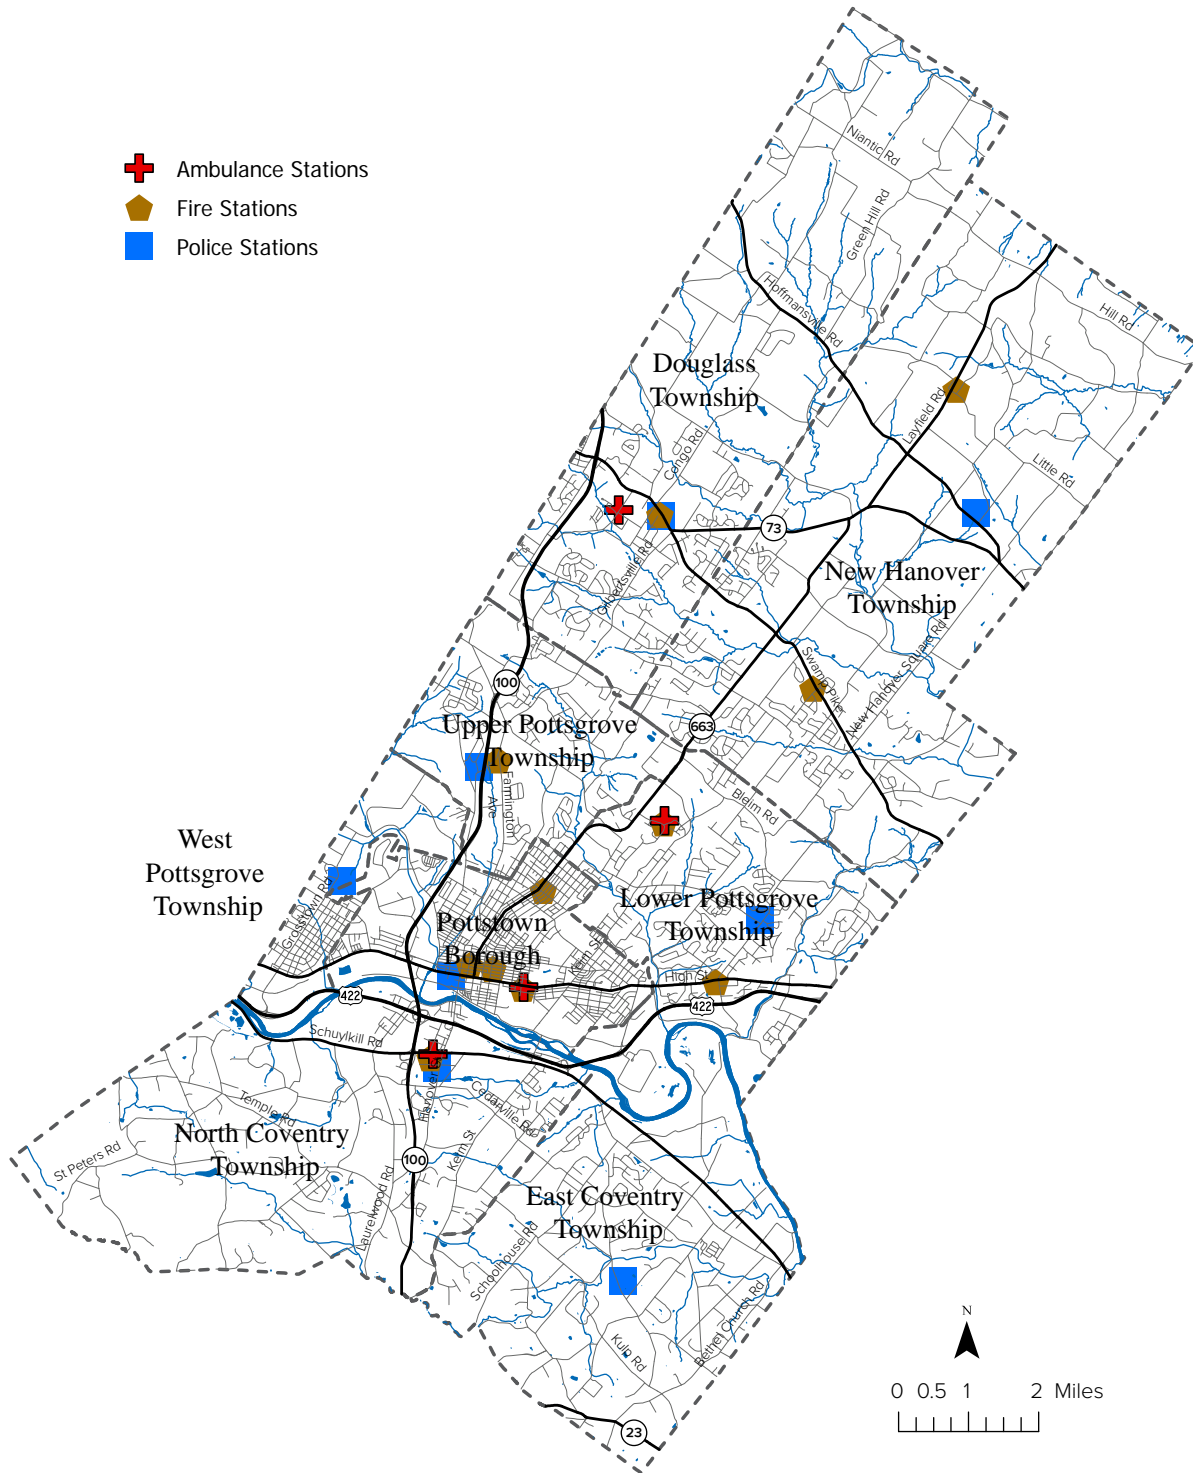 Ambulance Stations
Fire Stations
Police Stations
Niantic Rd
Green Hill Rd
Hoffmansville Rd
Hill Rd
Douglass
Township
Layfield Rd
Congo Rd
Little Rd
73
Gilbertsville Rd
New Hanover
Township
New Hanover Square Rd
Swamp Pike
100
663
Upper Pottsgrove
Township
Farmington
Ave
Bleim Rd
West
Pottsgrove
Township
Grosstown Rd
Lower Pottsgrove
Township
Pottstown
Borough
Keim St
High St
422
422
Schuylkill Rd
Hanover
Cedarville Rd
Temple Rd
North Coventry
Township
St Peters Rd
Keim St
100
Laurelwood Rd
East Coventry
Township
Schoolhouse Rd
Bethel Church Rd
Kulp Rd
23
N
0 0.5 1 2 Miles